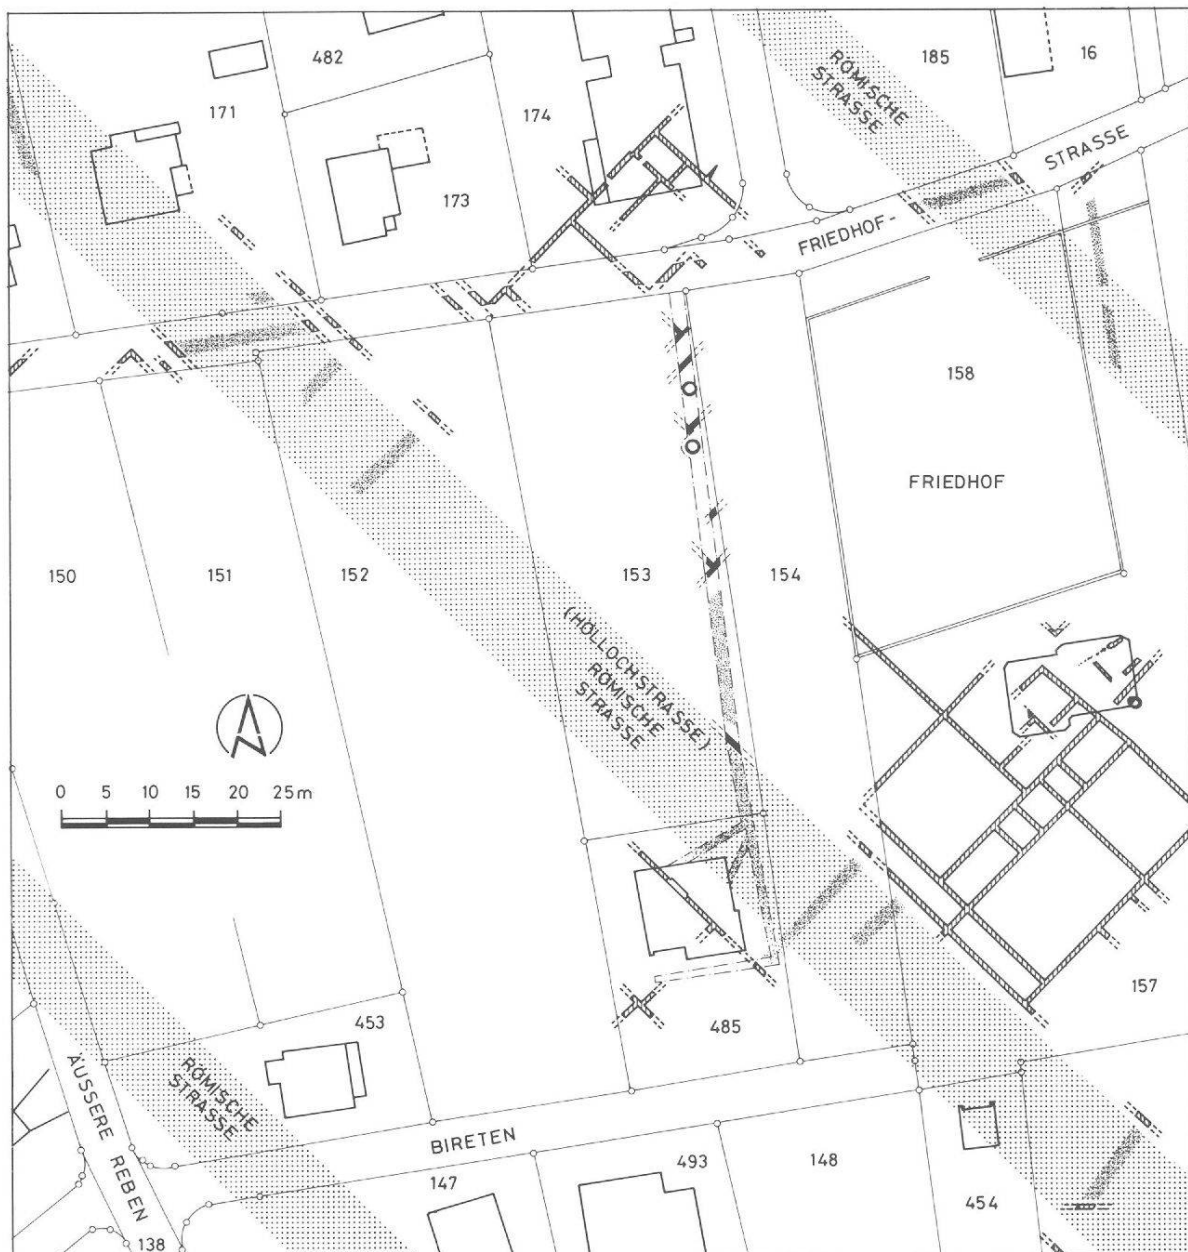 482
171
174
173
RÖMISCHE
STRASSE
185
16
STRASSE
FRIEDHOF-
158
FRIEDHOF
150
151
152
153
154
(HÖLLOCHSTRASSE)
RÖMISCHE
STRASSE
0 5 10 15 20 25 m
157
453
485
ÄUSSERE REBEN
RÖMISCHE
STRASSE
BIRETEN
147
493
148
454
138